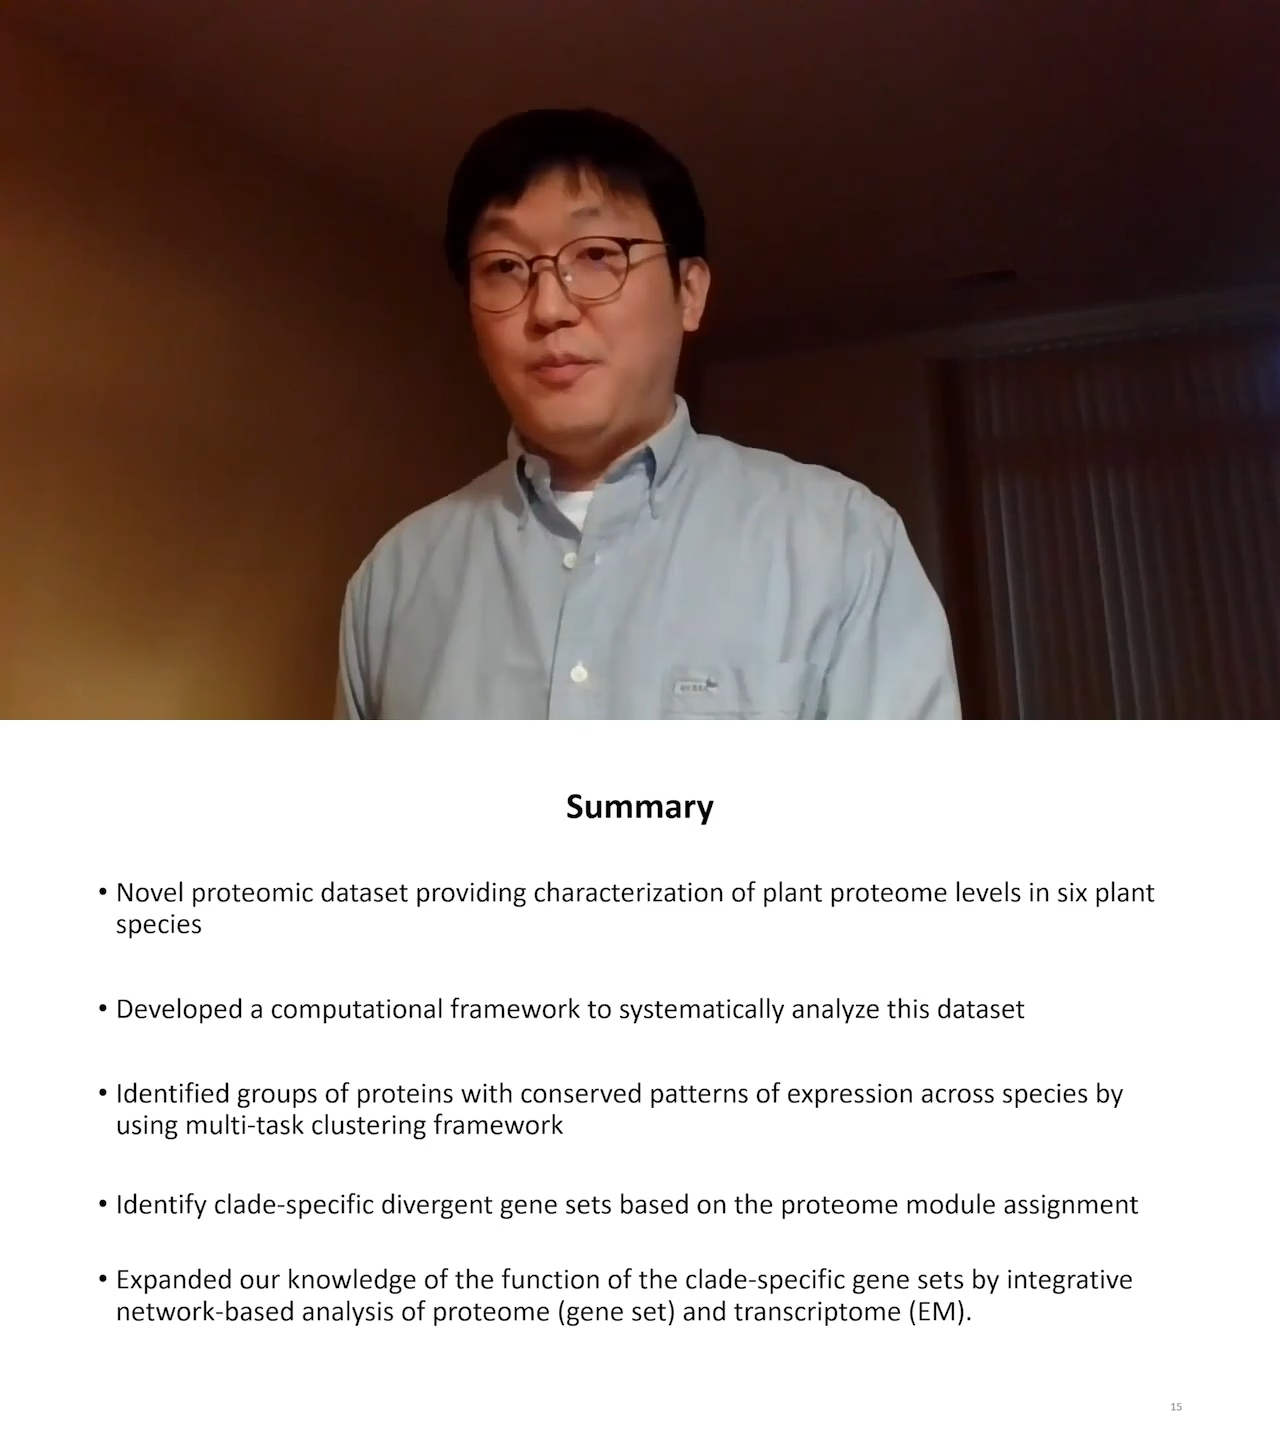 Summary
• Novel proteomic dataset providing characterization of plant proteome levels in six plant
species
• Developed a computational framework to systematically analyze this dataset
• Identified groups of proteins with conserved patterns of expression across species by
using multi-task clustering framework
• Identify clade-specific divergent gene sets based on the proteome module assignment
• Expanded our knowledge of the function of the clade-specific gene sets by integrative
network-based analysis of proteome (gene set) and transcriptome (EM).
15